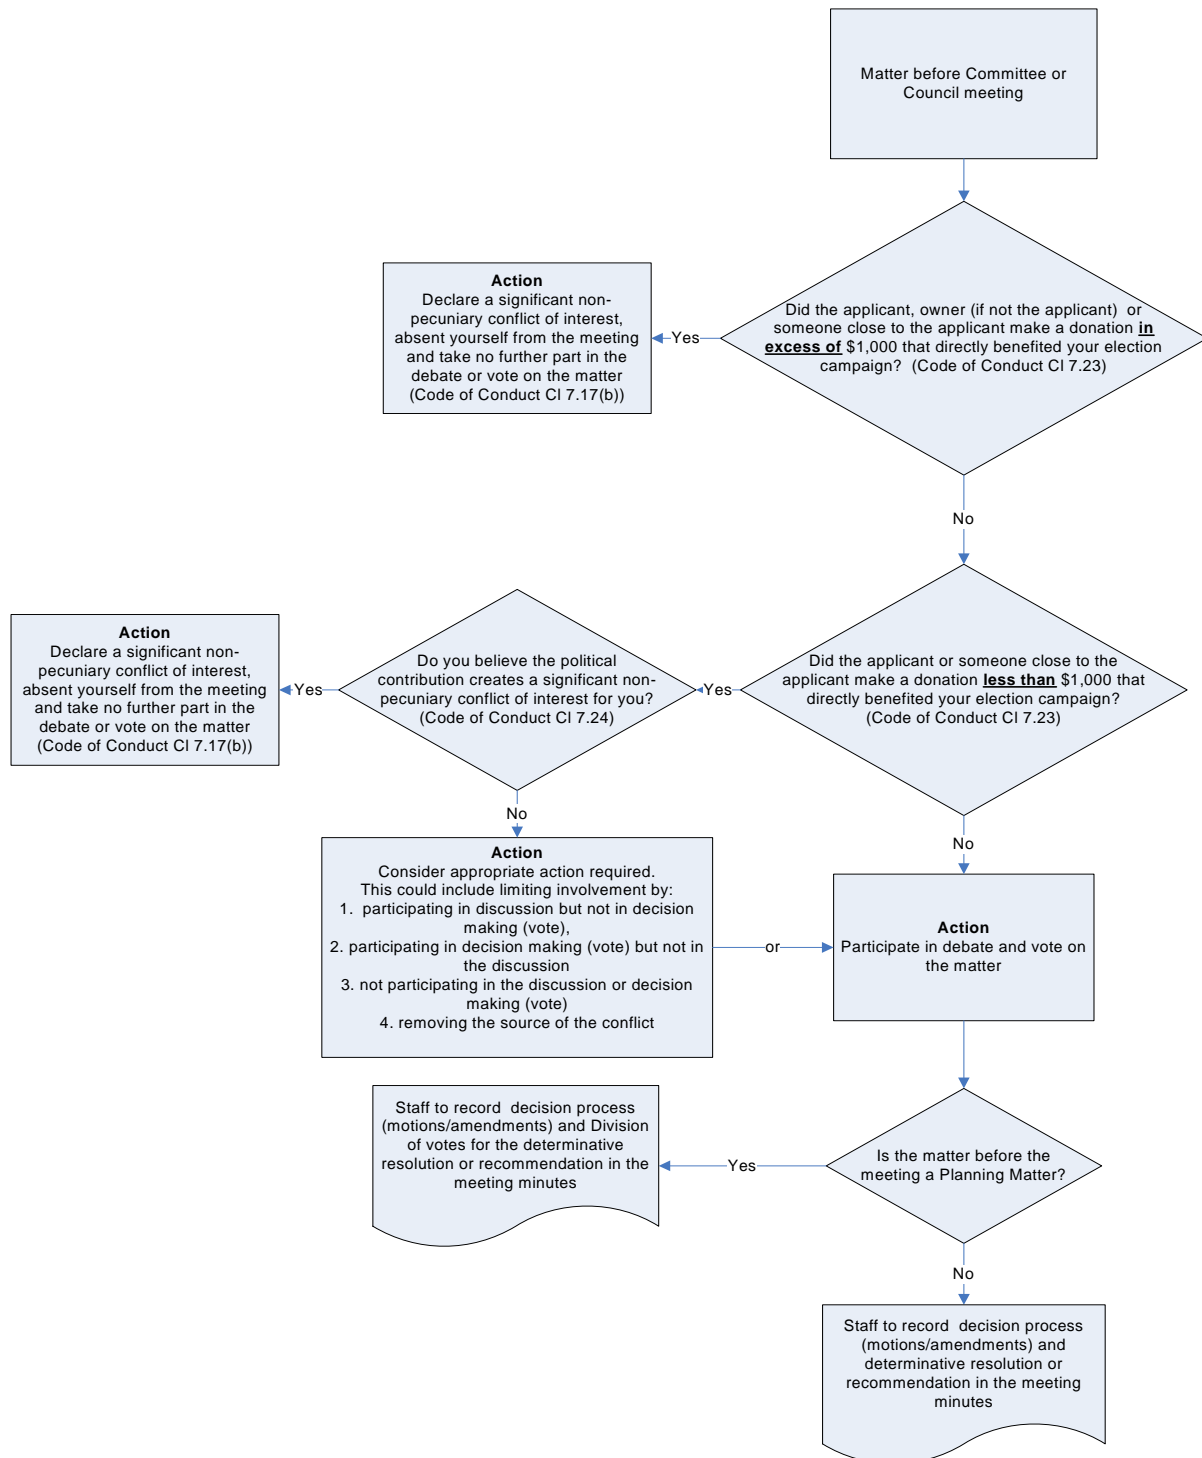 Matter before Committee or
Council meeting
Did the applicant, owner (if not the applicant)  or
someone close to the applicant make a donation in
excess of $1,000 that directly benefited your election
campaign?  (Code of Conduct Cl 7.23)
Yes
Action
Declare a significant non-
pecuniary conflict of interest,
absent yourself from the meeting
and take no further part in the
debate or vote on the matter
(Code of Conduct Cl 7.17(b))
No
Did the applicant or someone close to the
applicant make a donation less than $1,000 that
directly benefited your election campaign?
(Code of Conduct Cl 7.23)
Yes
Do you believe the political
contribution creates a significant non-
pecuniary conflict of interest for you?
(Code of Conduct Cl 7.24)
Yes
Action
Declare a significant non-
pecuniary conflict of interest,
absent yourself from the meeting
and take no further part in the
debate or vote on the matter
(Code of Conduct Cl 7.17(b))
No
Action
Consider appropriate action required.
This could include limiting involvement by:
1.  participating in discussion but not in decision
making (vote),
2. participating in decision making (vote) but not in
the discussion
3. not participating in the discussion or decision
making (vote)
4. removing the source of the conflict
or
No
Action
Participate in debate and vote on
the matter
Is the matter before the
meeting a Planning Matter?
Yes
Staff to record  decision process
(motions/amendments) and Division
of votes for the determinative
resolution or recommendation in the
meeting minutes
No
Staff to record  decision process
(motions/amendments) and
determinative resolution or
recommendation in the meeting
minutes